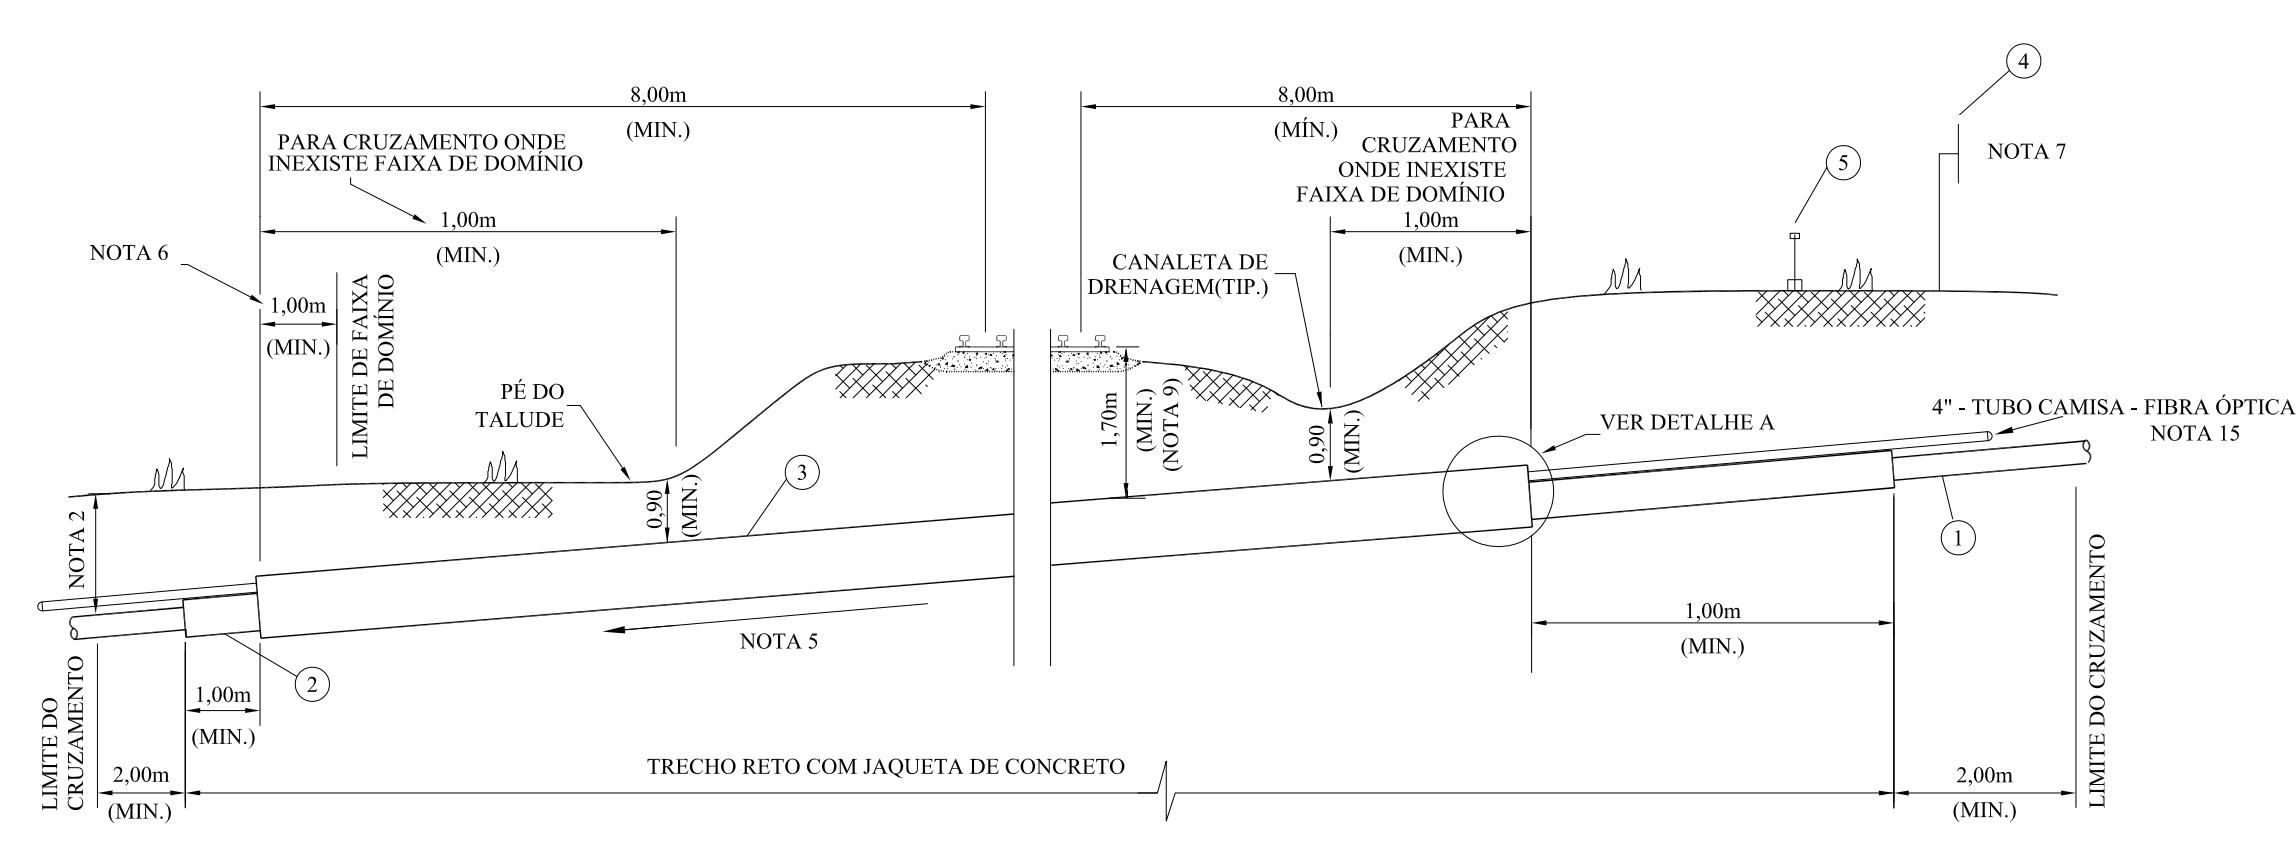 4
8,00m
(MIN.)
8,00m
(MÍN.)
PARA CRUZAMENTO ONDE
INEXISTE FAIXA DE DOMÍNIO
PARA
CRUZAMENTO
ONDE INEXISTE
FAIXA DE DOMÍNIO
NOTA 7
5
1,00m
(MIN.)
1,00m
(MIN.)
NOTA 6
1,00m
(MIN.)
LIMITE DE FAIXA
DE DOMÍNIO
CANALETA DE
DRENAGEM(TIP.)
PÉ DO
TALUDE
1,70m
(MIN.)
(NOTA 9)
0,90
(MIN.)
VER DETALHE A
4" - TUBO CAMISA - FIBRA ÓPTICA
NOTA 15
3
0,90
(MIN.)
NOTA 2
1
NOTA 5
1,00m
(MIN.)
2
1,00m
(MIN.)
LIMITE DO
CRUZAMENTO
LIMITE DO CRUZAMENTO
TRECHO RETO COM JAQUETA DE CONCRETO
2,00m
(MIN.)
2,00m
(MIN.)